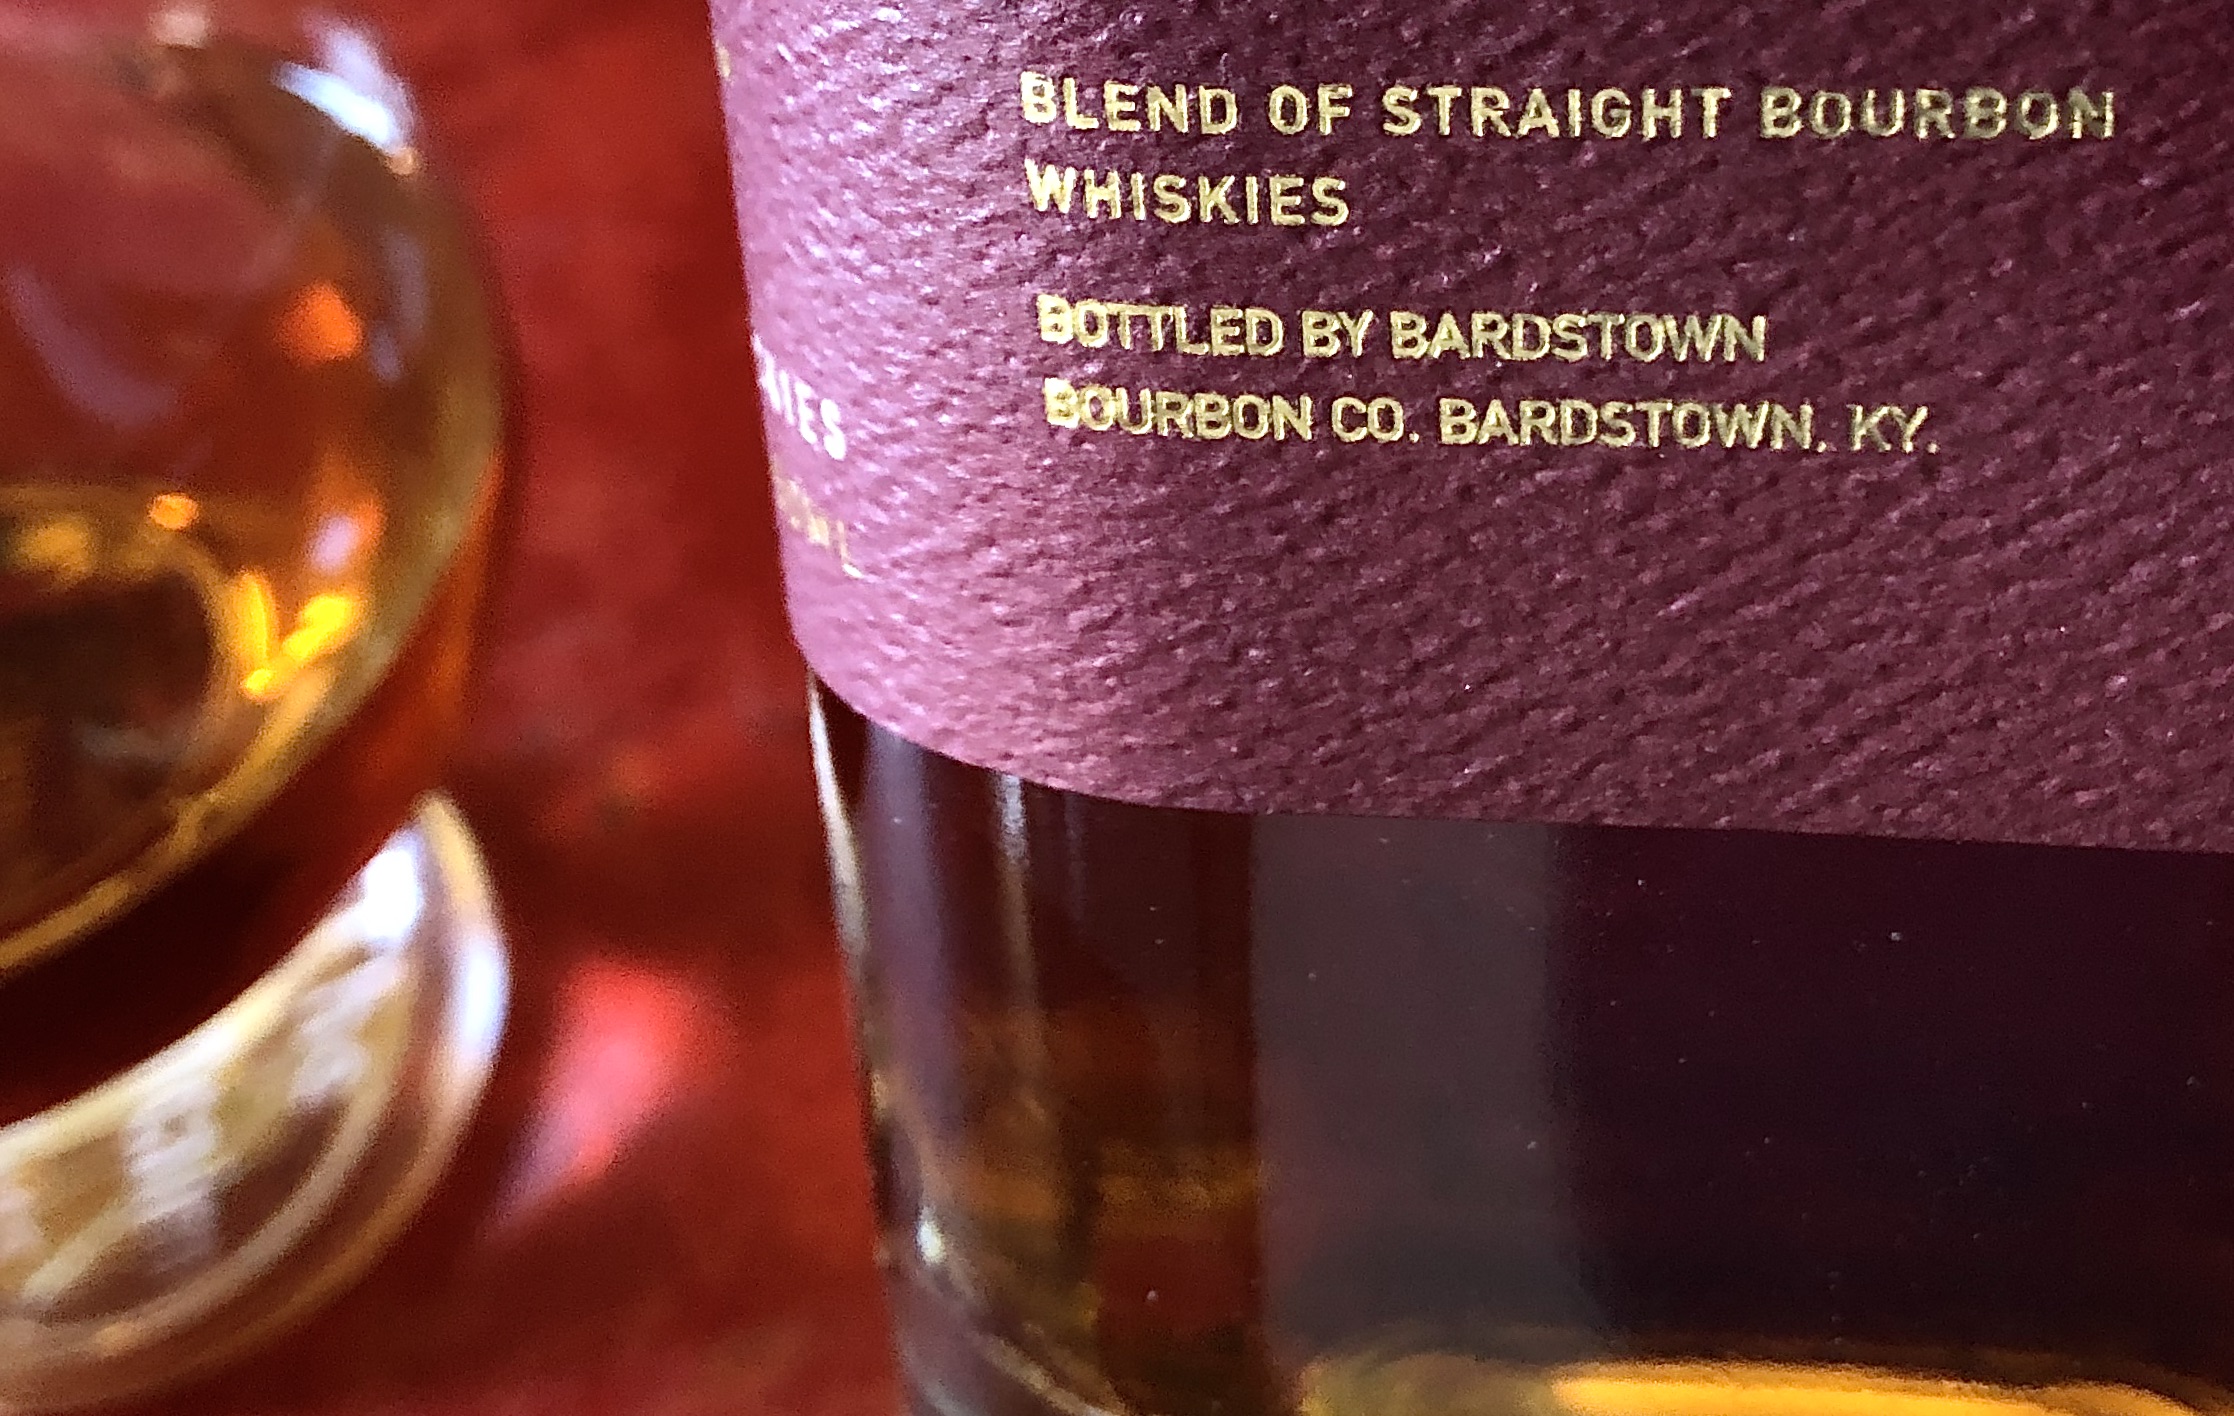 BLEND OF STRAIGHT BOURBON
WHISKIES
BOTTLED BY BARDSTOWN
BOURBON CO. BARDSTOWN, KY.